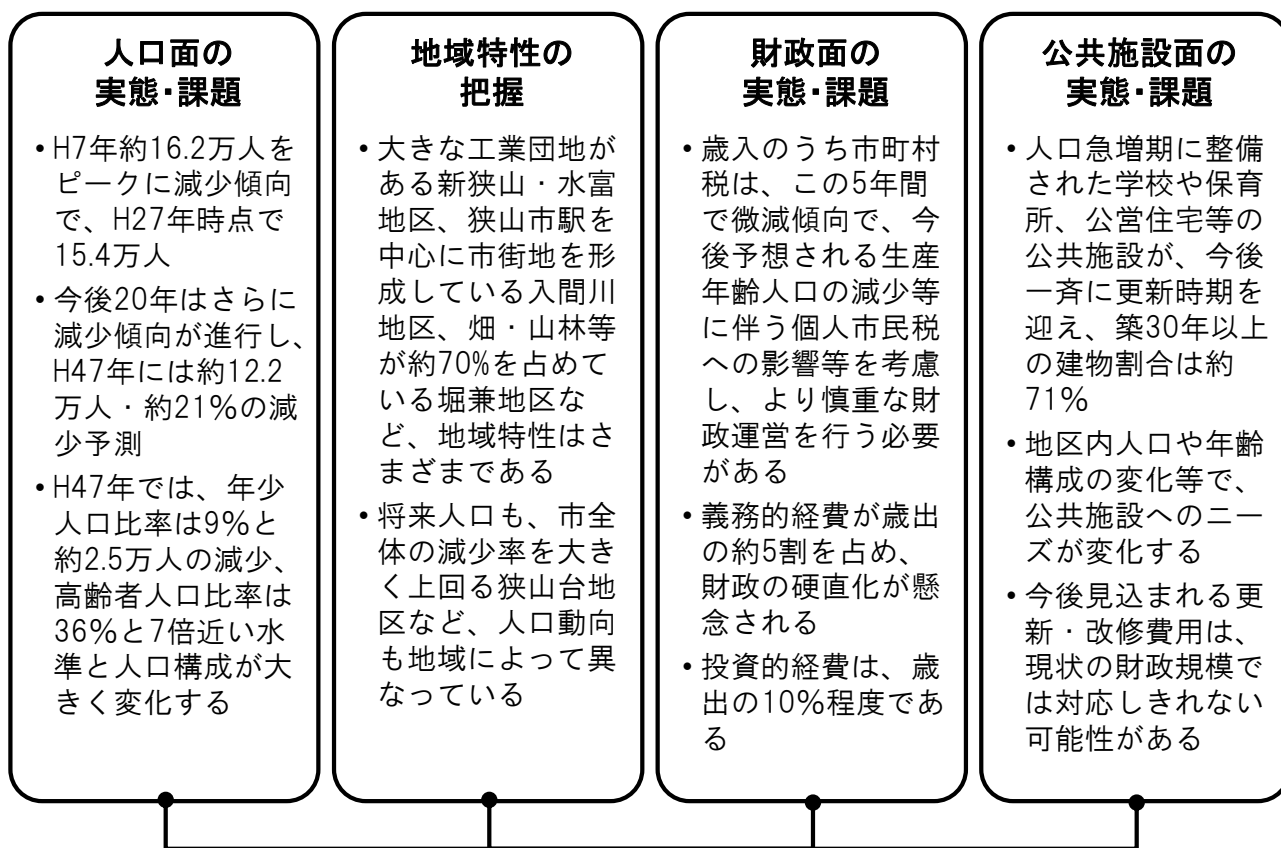 人口面の
実態・課題
• H7年約16.2万人を
ピークに減少傾向
で、H27年時点で
15.4万人
• 今後20年はさらに
減少傾向が進行し、
H47年には約12.2
万人・約21%の減
少予測
• H47年では、年少
人口比率は9%と
約2.5万人の減少、
高齢者人口比率は
36%と7倍近い水
準と人口構成が大
きく変化する
地域特性の
把握
• 大きな工業団地が
ある新狭山・水富
地区、狭山市駅を
中心に市街地を形
成している入間川
地区、畑・山林等
が約70%を占めて
いる堀兼地区な
ど、地域特性はさ
まざまである
• 将来人口も、市全
体の減少率を大き
く上回る狭山台地
区など、人口動向
も地域によって異
なっている
財政面の
実態・課題
• 歳入のうち市町村
税は、この5年間
で微減傾向で、今
後予想される生産
年齢人口の減少等
に伴う個人市民税
への影響等を考慮
し、より慎重な財
政運営を行う必要
がある
• 義務的経費が歳出
の約5割を占め、
財政の硬直化が懸
念される
• 投資的経費は、歳
出の10%程度であ
る
公共施設面の
実態・課題
• 人口急増期に整備
された学校や保育
所、公営住宅等の
公共施設が、今後
一斉に更新時期を
迎え、築30年以上
の建物割合は約
71%
• 地区内人口や年齢
構成の変化等で、
公共施設へのニー
ズが変化する
• 今後見込まれる更
新・改修費用は、
現状の財政規模で
は対応しきれない
可能性がある